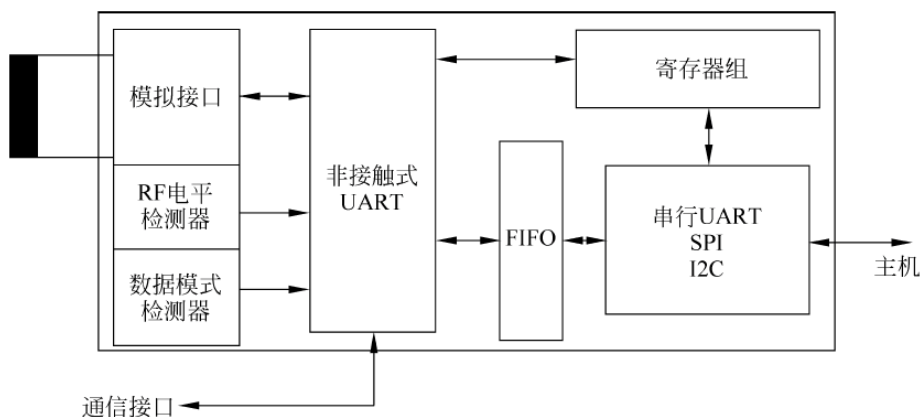 模拟接口
RF电平
检测器
数据模式
检测器
非接触式
UART
FIFO
寄存器组
串行UART
SPI
I2C
主机
通信接口